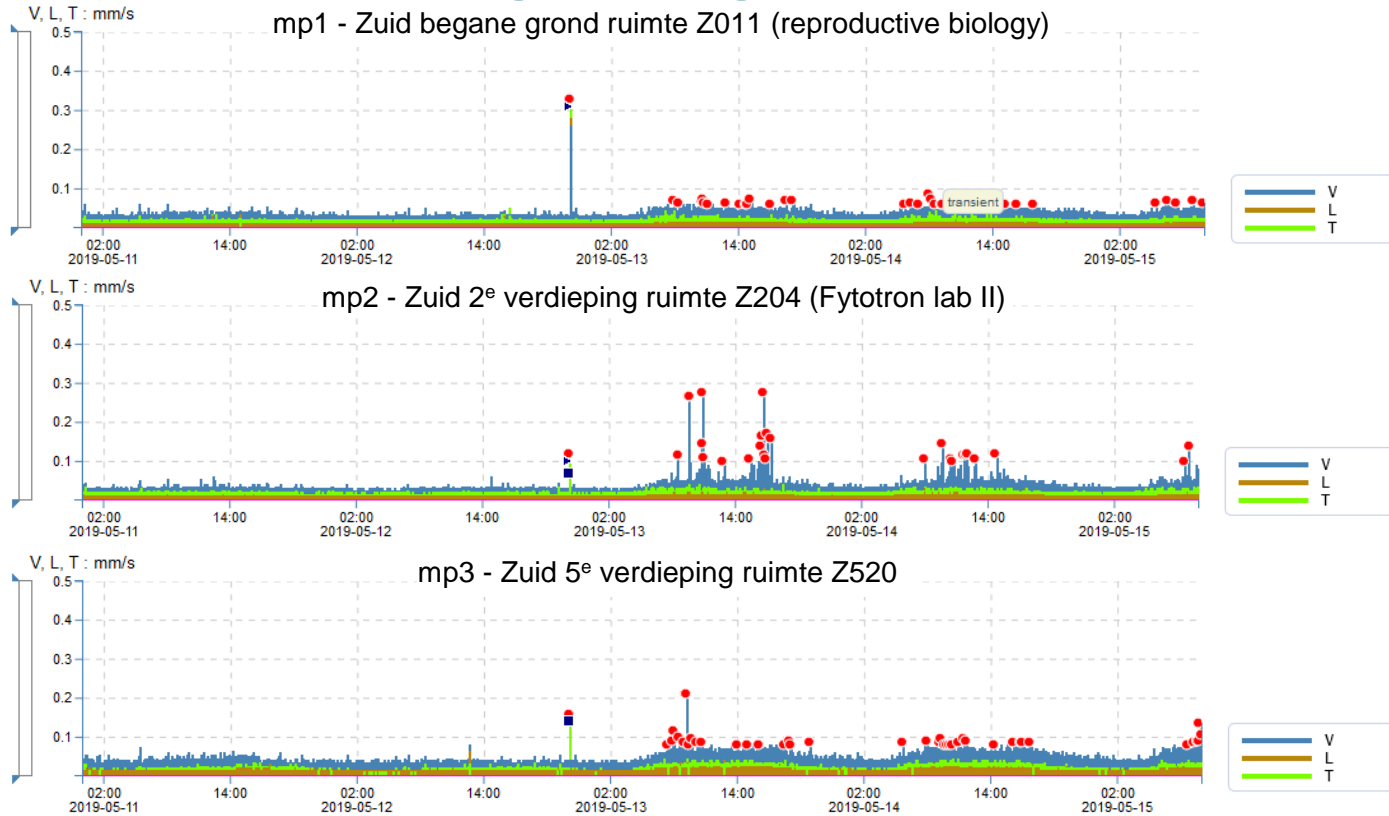 V, L, T : mm/s
mp1 - Zuid begane grond ruimte Z011 (reproductive biology)
0.5
0.4
0.3
0.2
0.1
transient
V
L
T
02:00 14:00 02:00 14:00 02:00 14:00 02:00 14:00 02:00
2019-05-11 2019-05-12 2019-05-13 2019-05-14 2019-05-15
V, L, T : mm/s
mp2 - Zuid 2e verdieping ruimte Z204 (Fytotron lab II)
0.5
0.4
0.3
0.2
0.1
V
L
T
02:00 14:00 02:00 14:00 02:00 14:00 02:00 14:00 02:00
2019-05-11 2019-05-12 2019-05-13 2019-05-14 2019-05-15
V, L, T : mm/s
mp3 - Zuid 5e verdieping ruimte Z520
0.5
0.4
0.3
0.2
0.1
V
L
T
02:00 14:00 02:00 14:00 02:00 14:00 02:00 14:00 02:00
2019-05-11 2019-05-12 2019-05-13 2019-05-14 2019-05-15